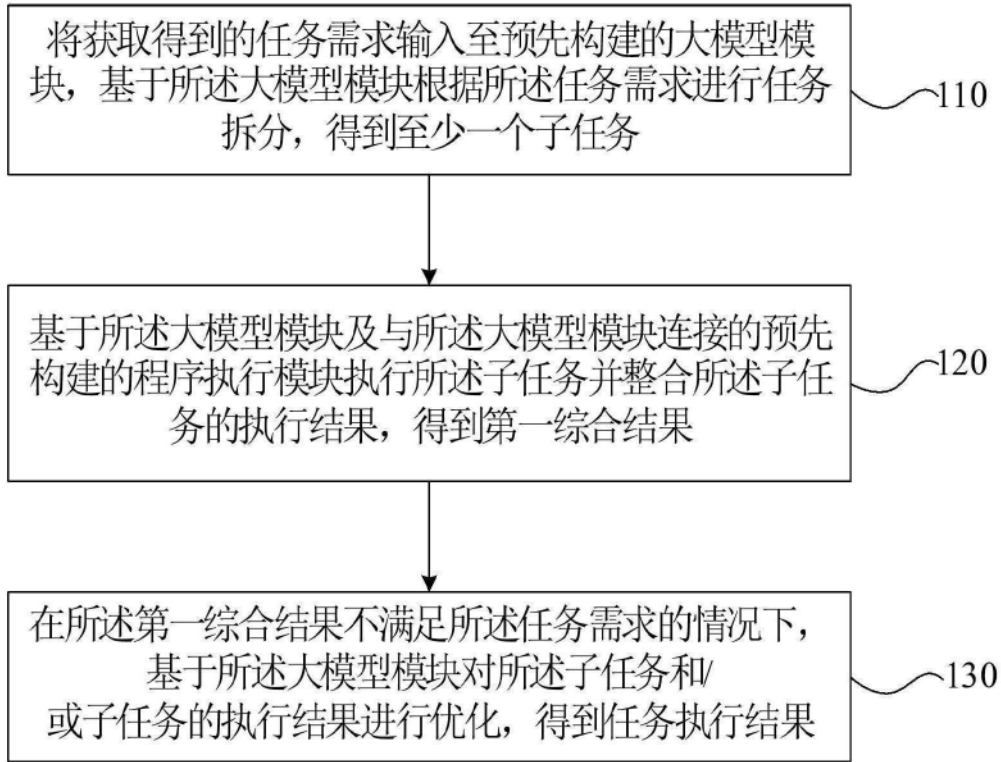 将获取得到的任务需求输入至预先构建的大模型模
块，基于所述大模型模块根据所述任务需求进行任务
拆分，得到至少一个子任务
110
基于所述大模型模块及与所述大模型模块连接的预先
构建的程序执行模块执行所述子任务并整合所述子任
务的执行结果，得到第一综合结果
120
在所述第一综合结果不满足所述任务需求的情况下，
基于所述大模型模块对所述子任务和/
或子任务的执行结果进行优化，得到任务执行结果
130